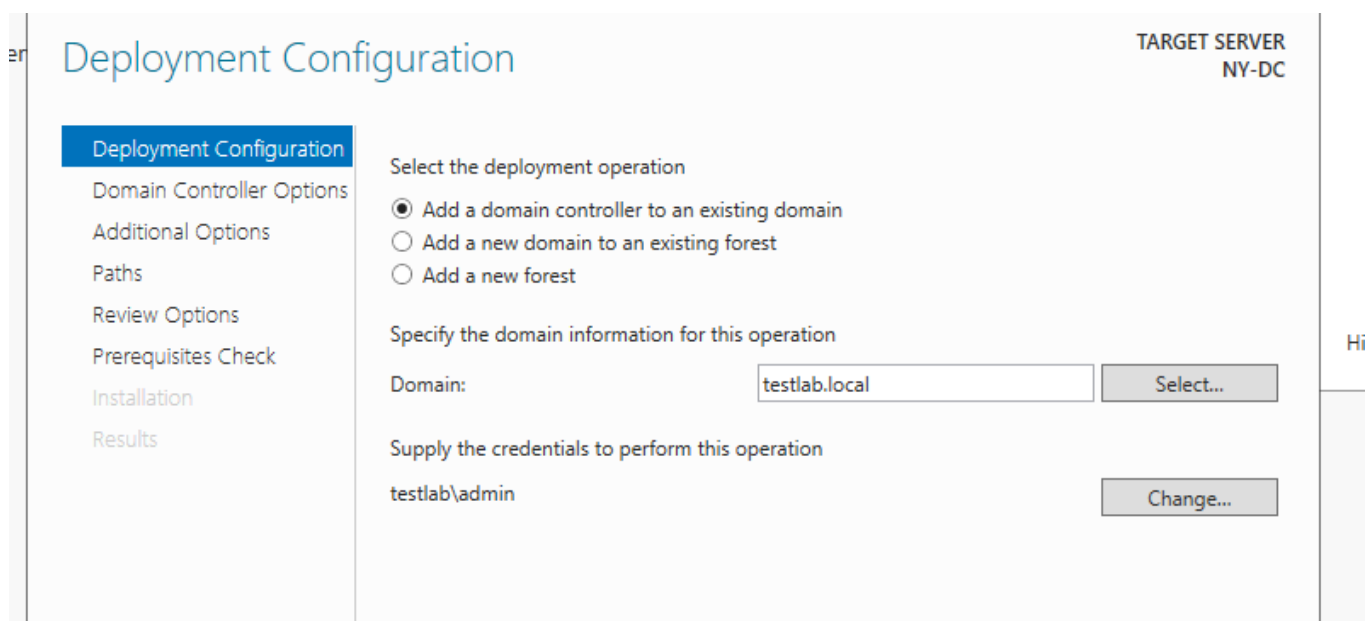 er
Deployment Configuration
TARGET SERVER
NY-DC
Deployment Configuration
Domain Controller Options
Additional Options
Paths
Review Options
Prerequisites Check
Installation
Results
Select the deployment operation
Add a domain controller to an existing domain
Add a new domain to an existing forest
Add a new forest
Specify the domain information for this operation
Domain: testlab.local Select...
Supply the credentials to perform this operation
testlab\admin Change...
Hi